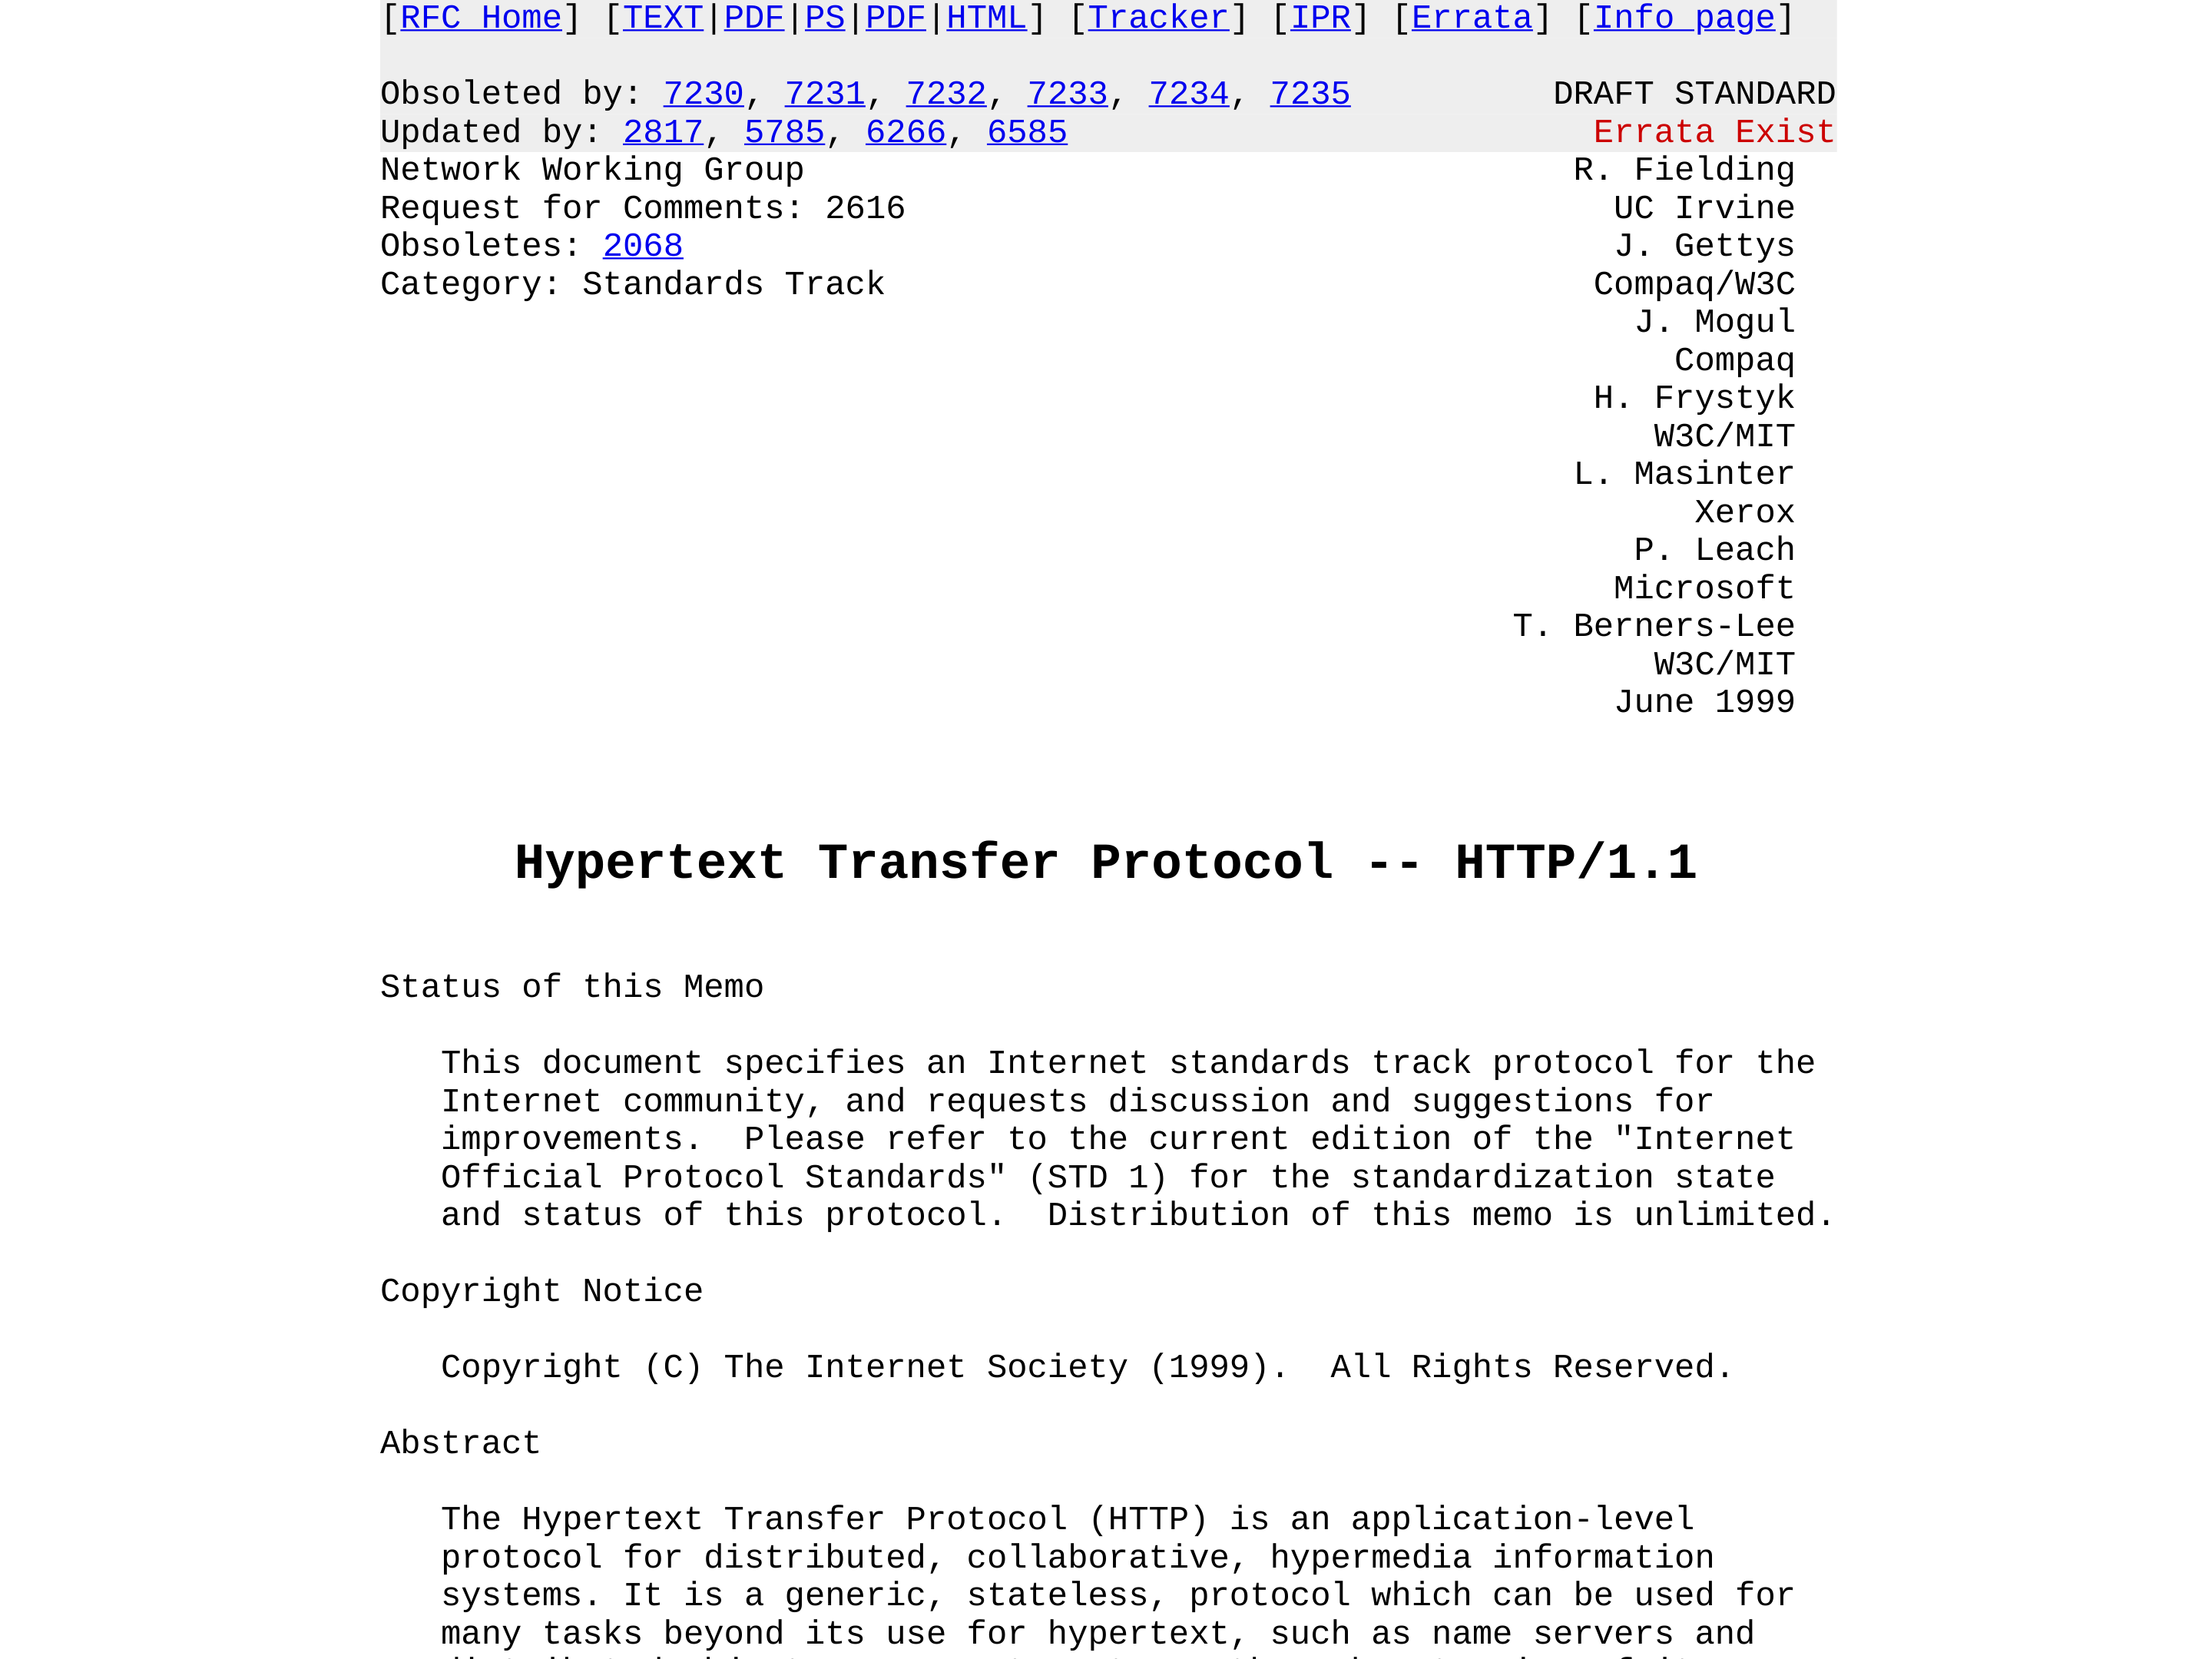 [RFC Home] [TEXT|PDF|PS|PDF|HTML] [Tracker] [IPR] [Errata] [Info page]
Obsoleted by: 7230, 7231, 7232, 7233, 7234, 7235 DRAFT STANDARD
Updated by: 2817, 5785, 6266, 6585 Errata Exist
Network Working Group R. Fielding
Request for Comments: 2616 UC Irvine
Obsoletes: 2068 J. Gettys
Category: Standards Track Compaq/W3C
J. Mogul
Compaq
H. Frystyk
W3C/MIT
L. Masinter
Xerox
P. Leach
Microsoft
T. Berners-Lee
W3C/MIT
June 1999
Hypertext Transfer Protocol -- HTTP/1.1
Status of this Memo
This document specifies an Internet standards track protocol for the
Internet community, and requests discussion and suggestions for
improvements.  Please refer to the current edition of the "Internet
Official Protocol Standards" (STD 1) for the standardization state
and status of this protocol.  Distribution of this memo is unlimited.
Copyright Notice
Copyright (C) The Internet Society (1999).  All Rights Reserved.
Abstract
The Hypertext Transfer Protocol (HTTP) is an application-level
protocol for distributed, collaborative, hypermedia information
systems. It is a generic, stateless, protocol which can be used for
many tasks beyond its use for hypertext, such as name servers and